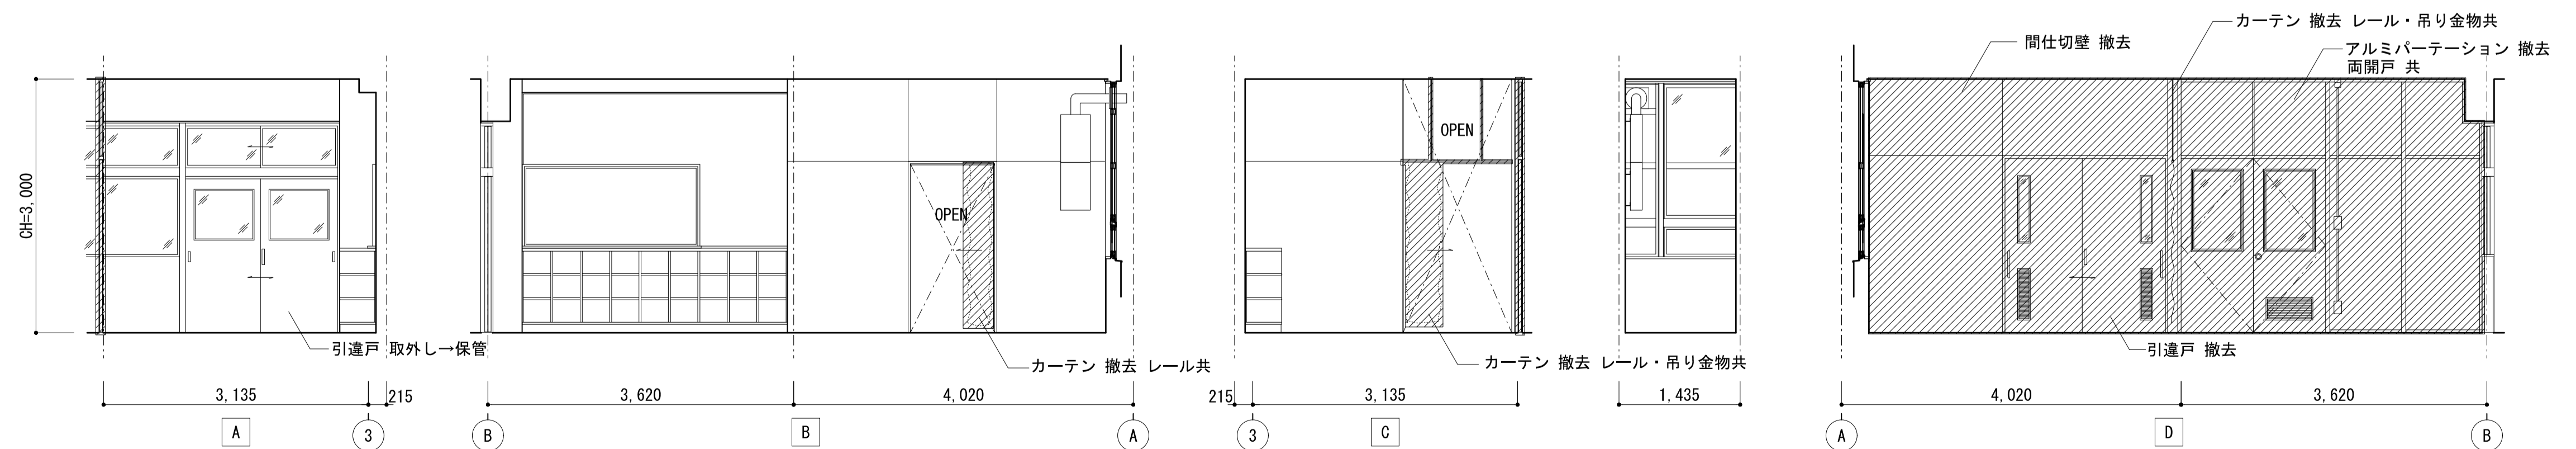 カーテン 撤去 レール・吊り金物共
間仕切壁 撤去
アルミパーテーション 撤去
両開戸 共
CH=3,000
OPEN
OPEN
引違戸 取外し→保管
カーテン 撤去 レール共
カーテン 撤去 レール・吊り金物共
引違戸 撤去
3,135
215
3,620
4,020
215
3,135
1,435
4,020
3,620
A
3
B
B
A
3
C
A
D
B